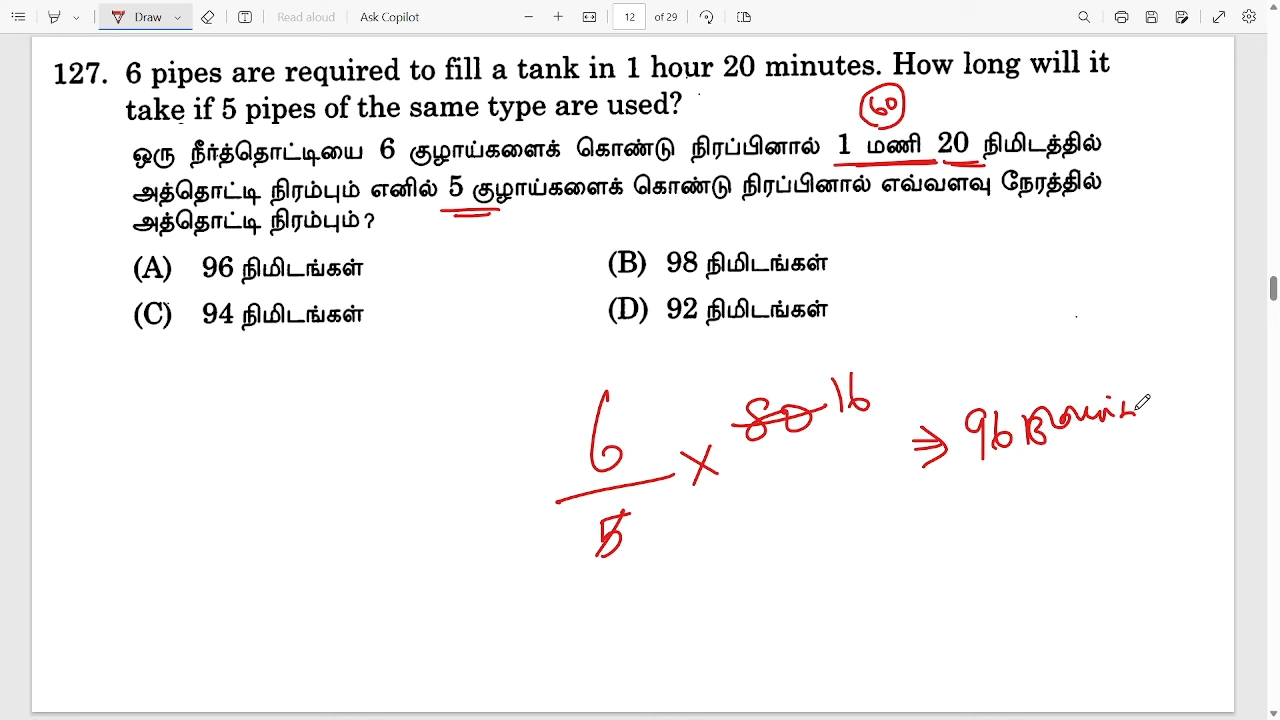 Draw
Read aloud
Ask Copilot
12
of 29
127. 6 pipes are required to fill a tank in 1 hour 20 minutes. How long will it
take if 5 pipes of the same type are used?
60
ஒரு நீர்த்தொட்டியை 6 குழாய்களைக் கொண்டு நிரப்பினால் 1 மணி 20 நிமிடத்தில்
அத்தொட்டி நிரம்பும் எனில் 5 குழாய்களைக் கொண்டு நிரப்பினால் எவ்வளவு நேரத்தில்
அத்தொட்டி நிரம்பும்?
(A) 96 நிமிடங்கள்
(B) 98 நிமிடங்கள்
(C) 94 நிமிடங்கள்
(D) 92 நிமிடங்கள்
6
5
×
80 16
⇒ 96